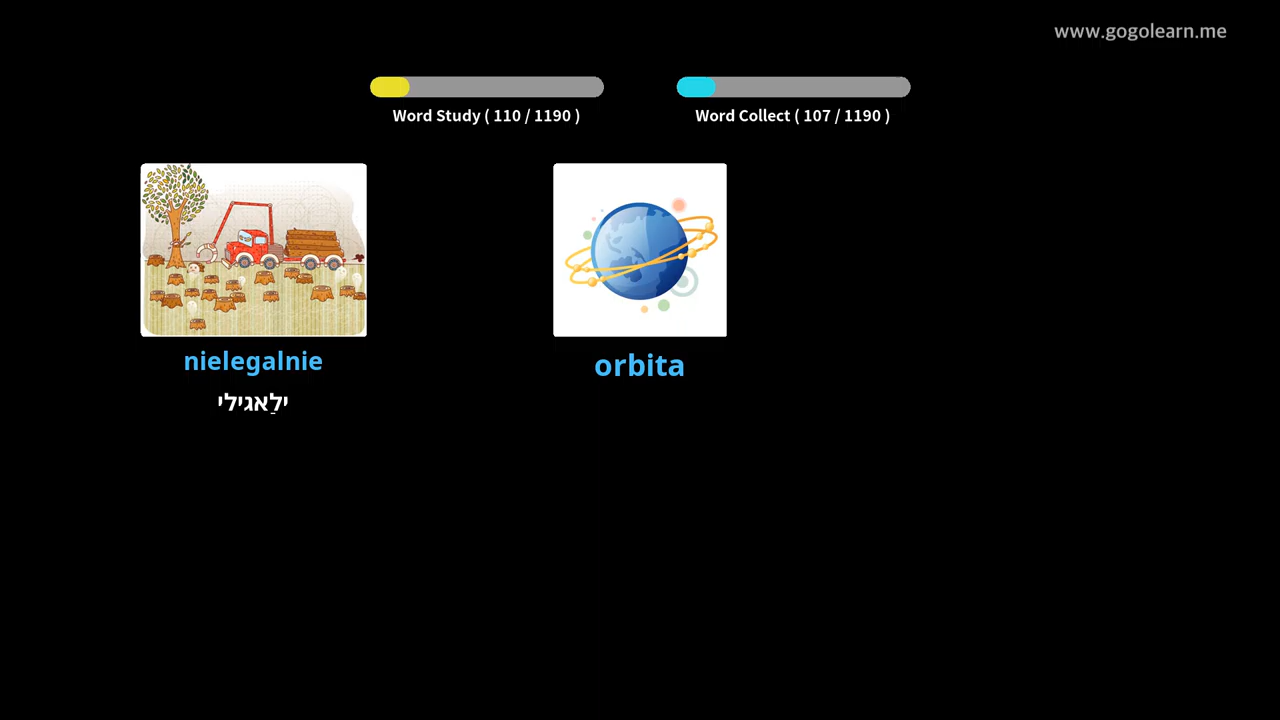 www.gogolearn.me
Word Study ( 110 / 1190 )
Word Collect ( 107 / 1190 )
nielegalnie
ילַאגילי
orbita